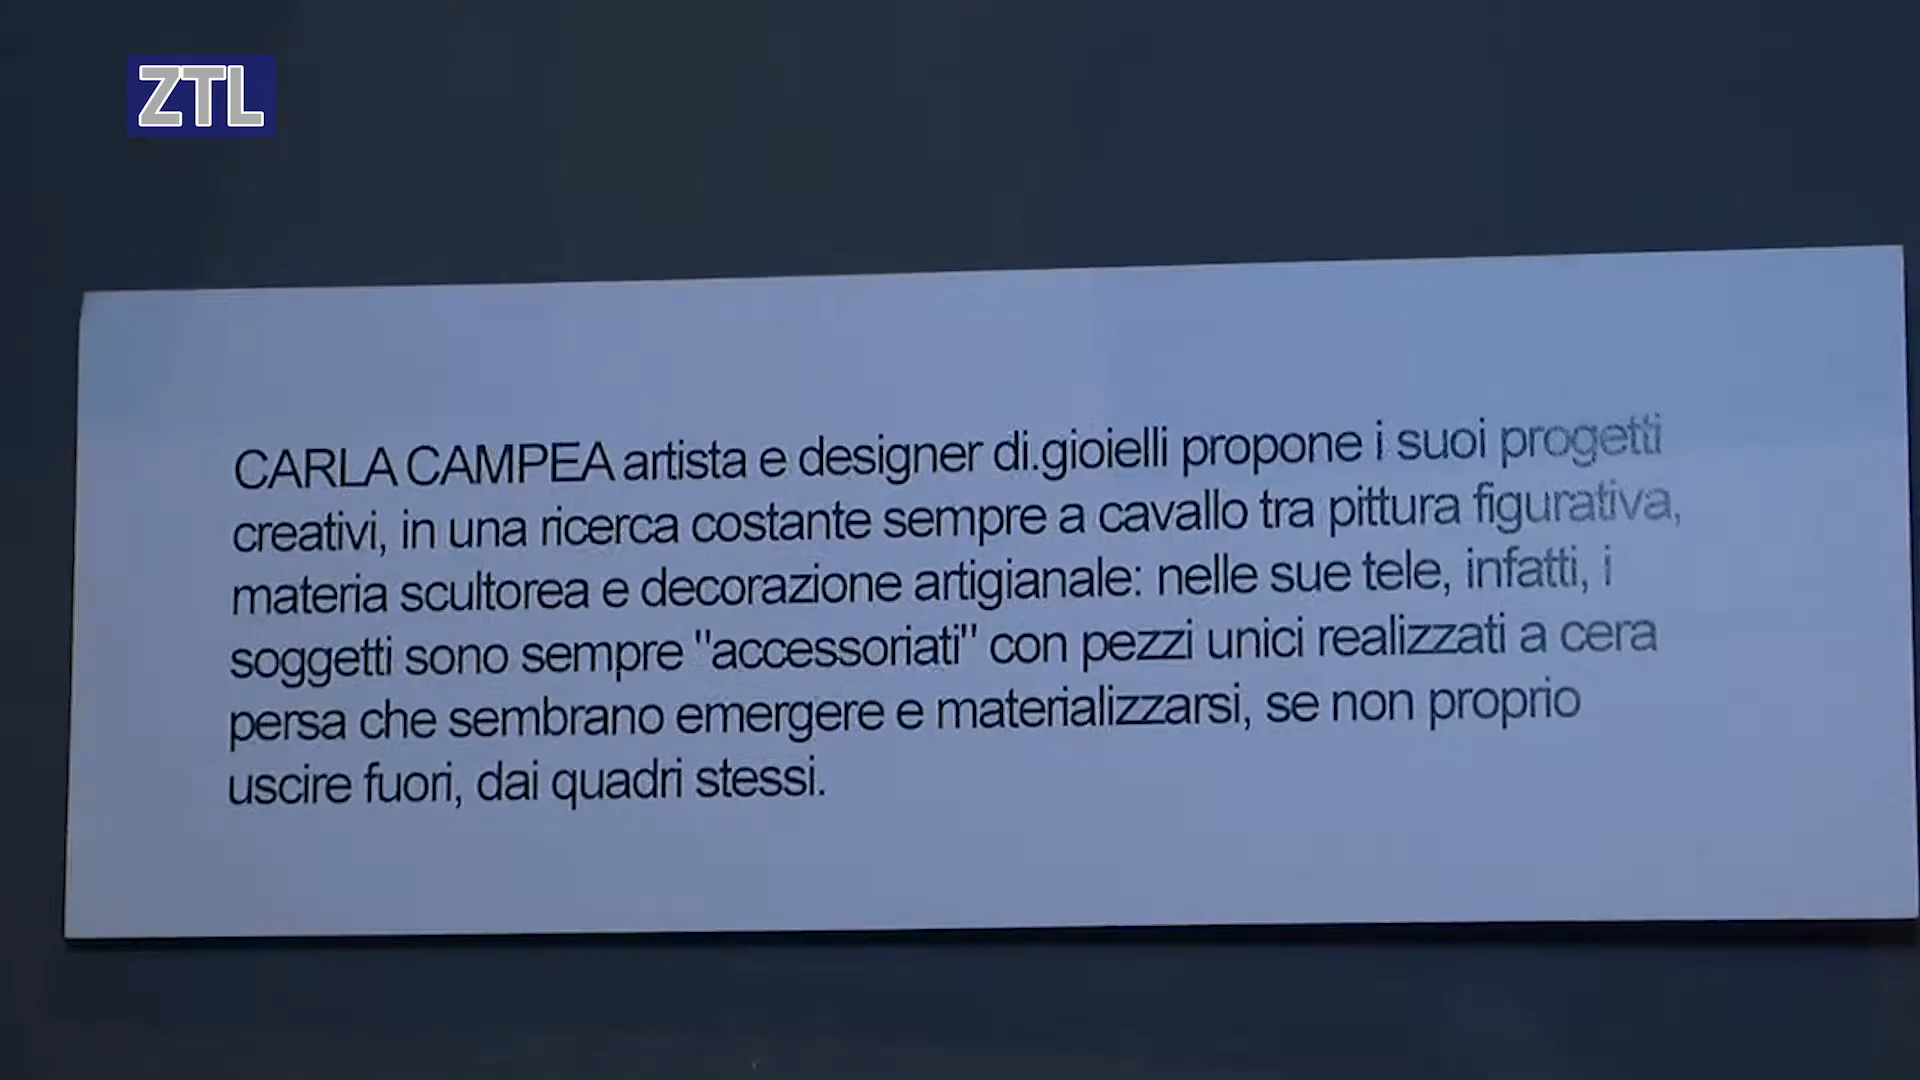 ZTL
CARLA CAMPEA artista e designer di.gioielli propone i suoi progetti
creativi, in una ricerca costante sempre a cavallo tra pittura figurativa,
materia scultorea e decorazione artigianale: nelle sue tele, infatti, i
soggetti sono sempre "accessoriati" con pezzi unici realizzati a cera
persa che sembrano emergere e materializzarsi, se non proprio
uscire fuori, dai quadri stessi.